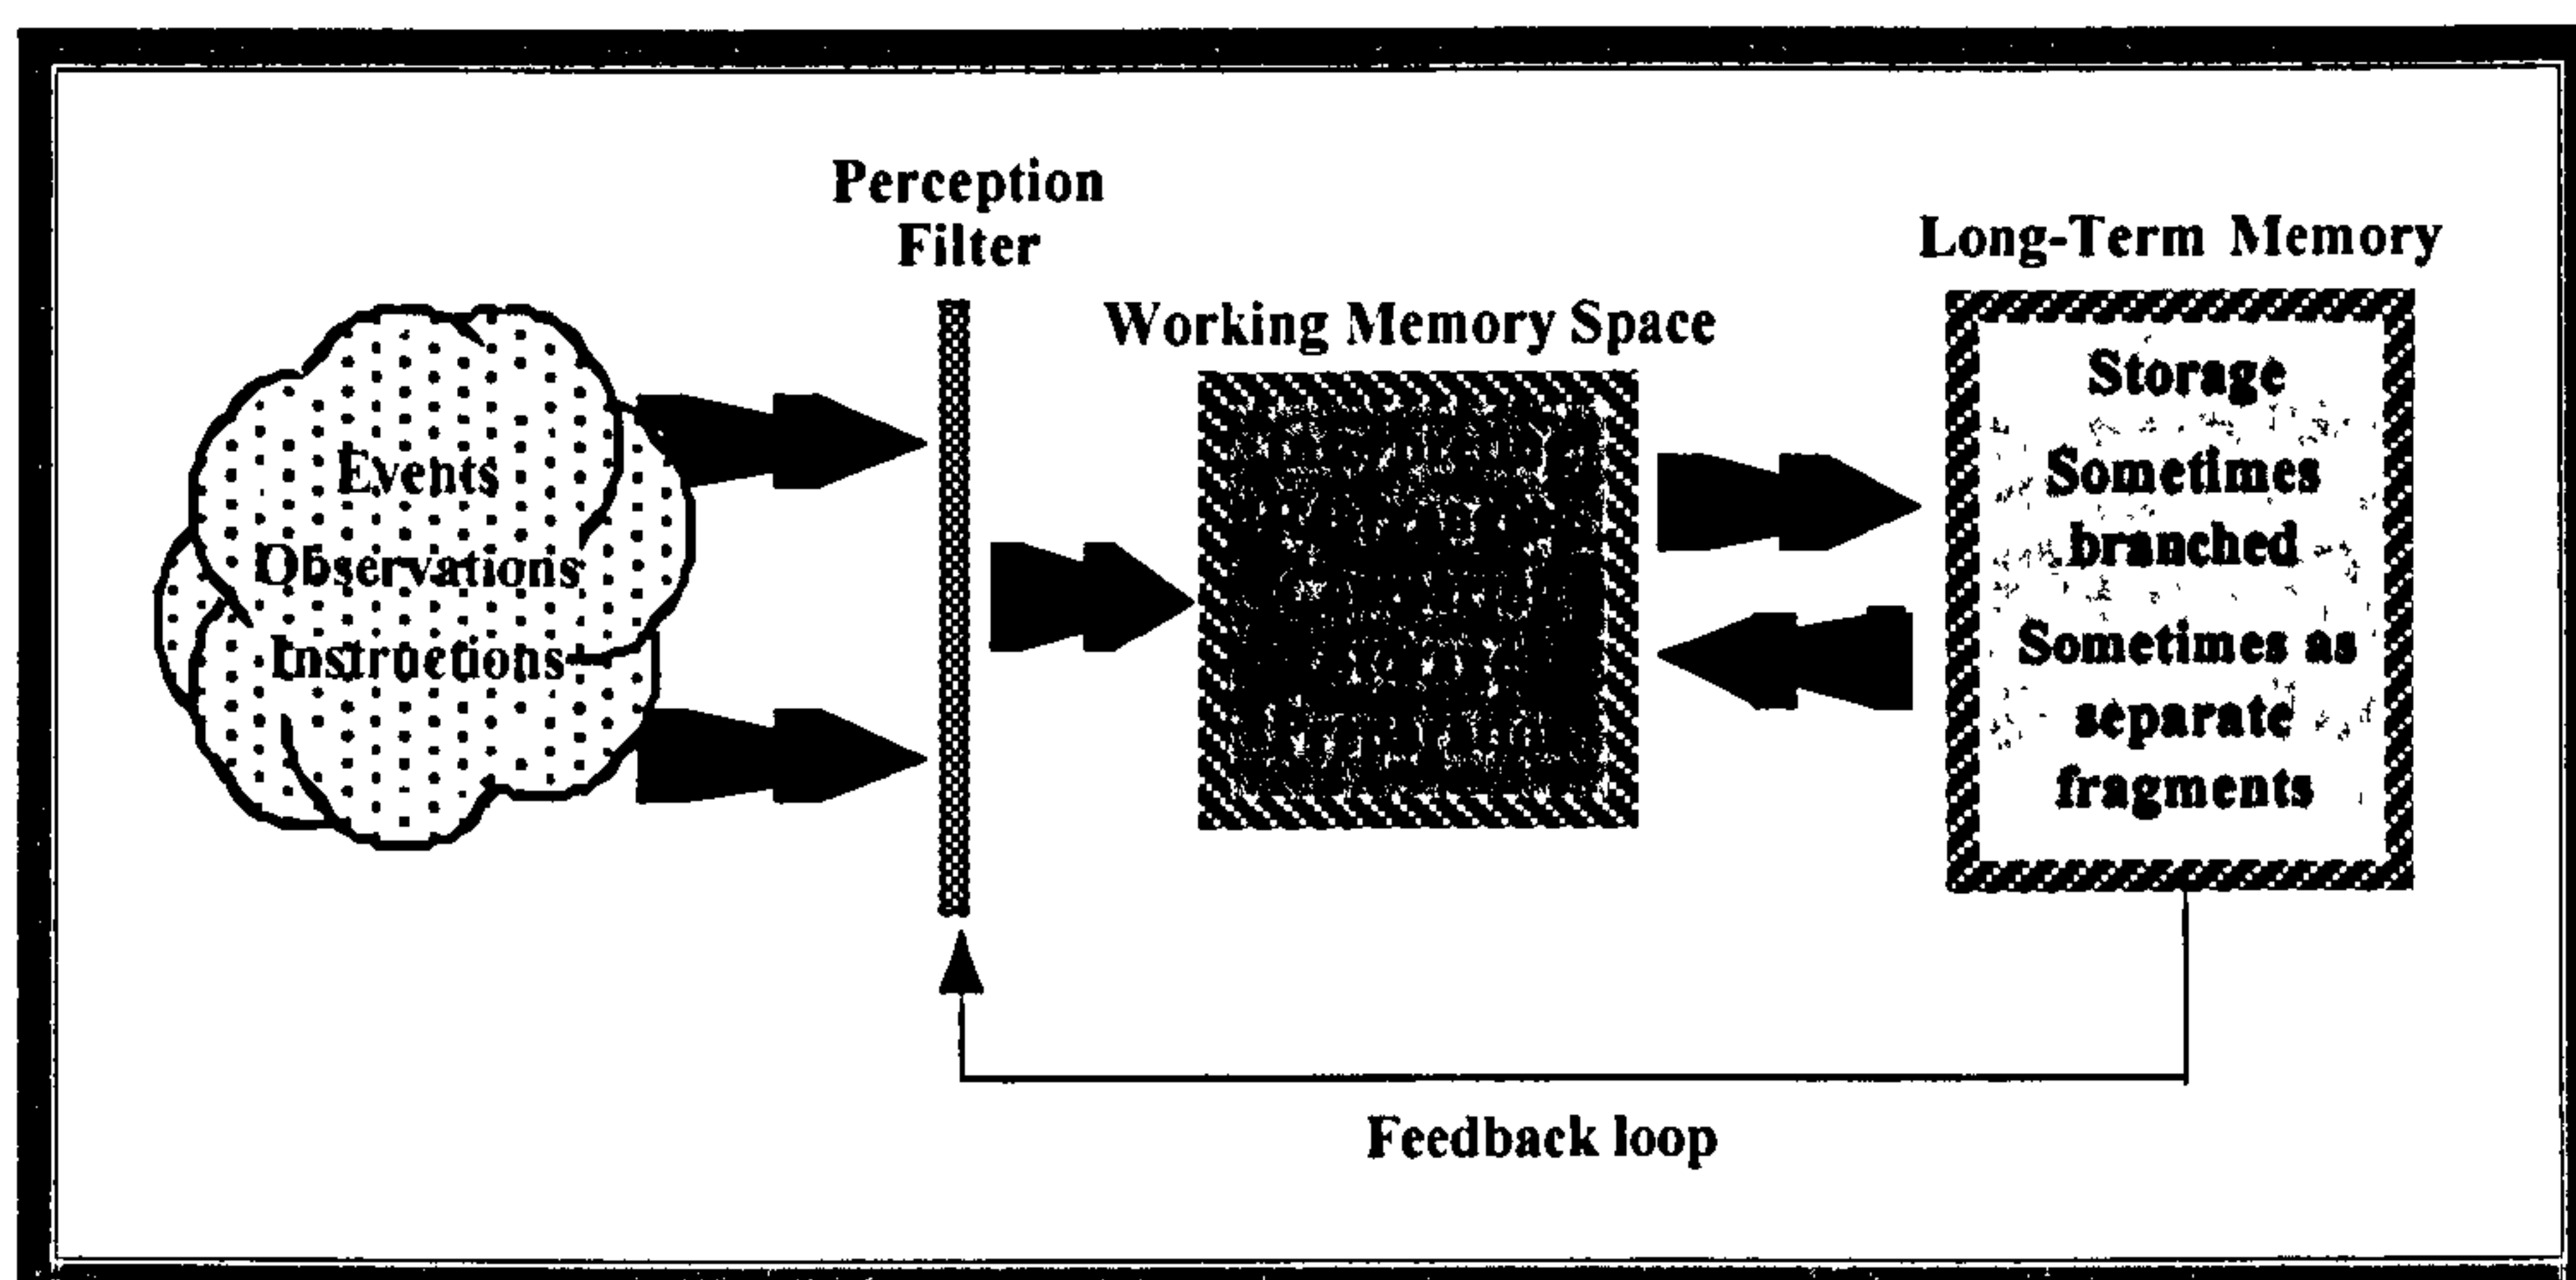 Perception
Filter
Long-Term Memory
Working Memory Space
Events
Observations
Instructions
Storage
Sometimes
branched
Sometimes as
separate
fragments
Feedback loop